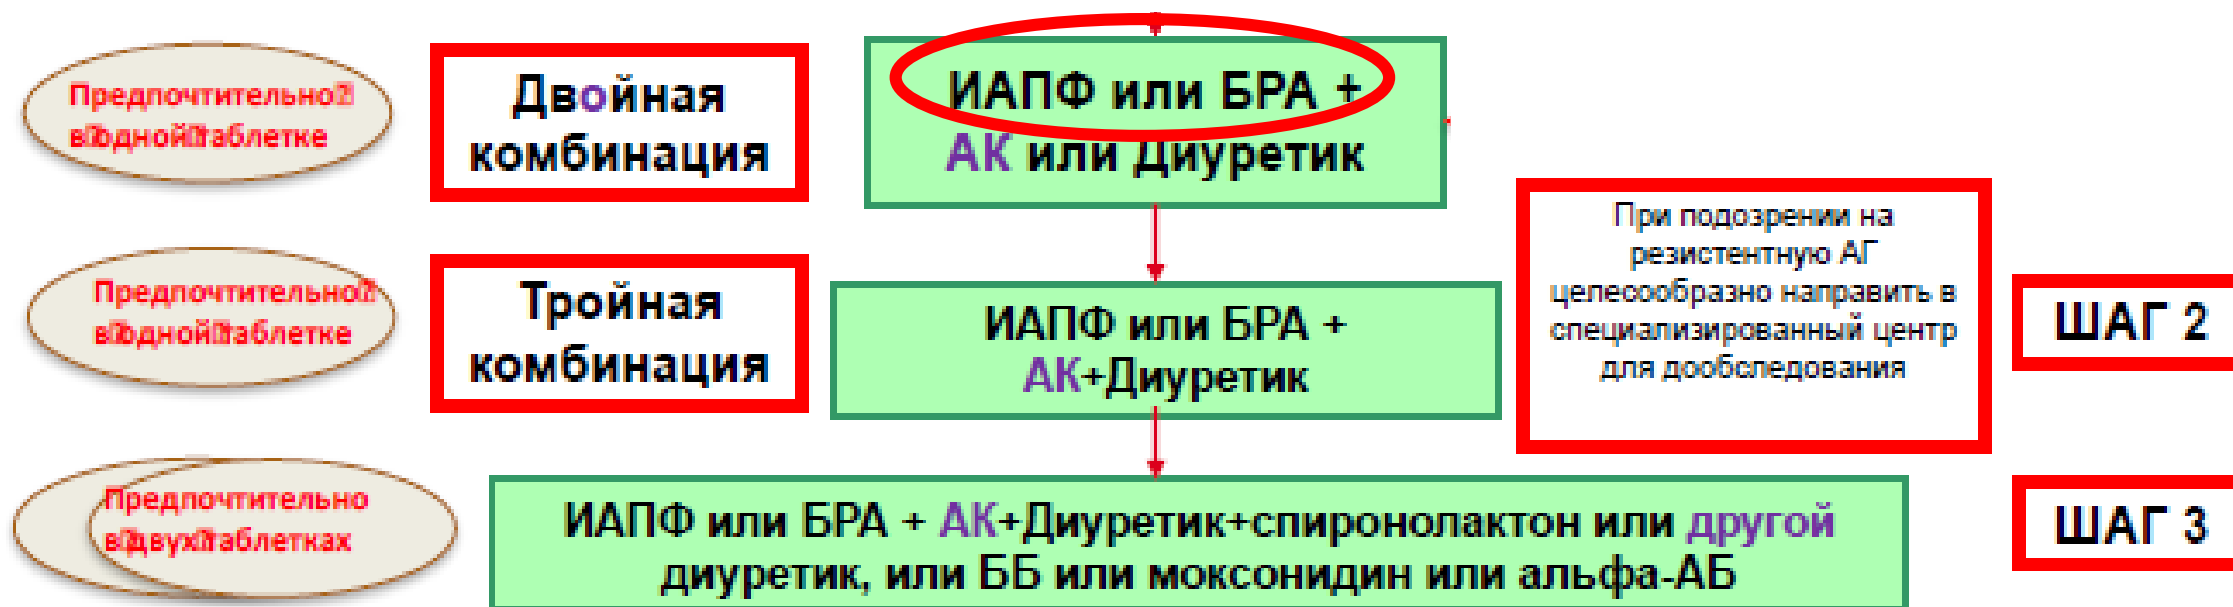 Предпочтительно
в одной таблетке
Двойная
комбинация
ИАПФ или БРА +
АК или Диуретик
Предпочтительно
в одной таблетке
Тройная
комбинация
ИАПФ или БРА +
АК+Диуретик
При подозрении на
резистентную АГ
целесообразно направить в
специализированный центр
для дообследования
ШАГ 2
Предпочтительно
в двух таблетках
ИАПФ или БРА + АК+Диуретик+спиронолактон или другой
диуретик, или ББ или моксонидин или альфа-АБ
ШАГ 3